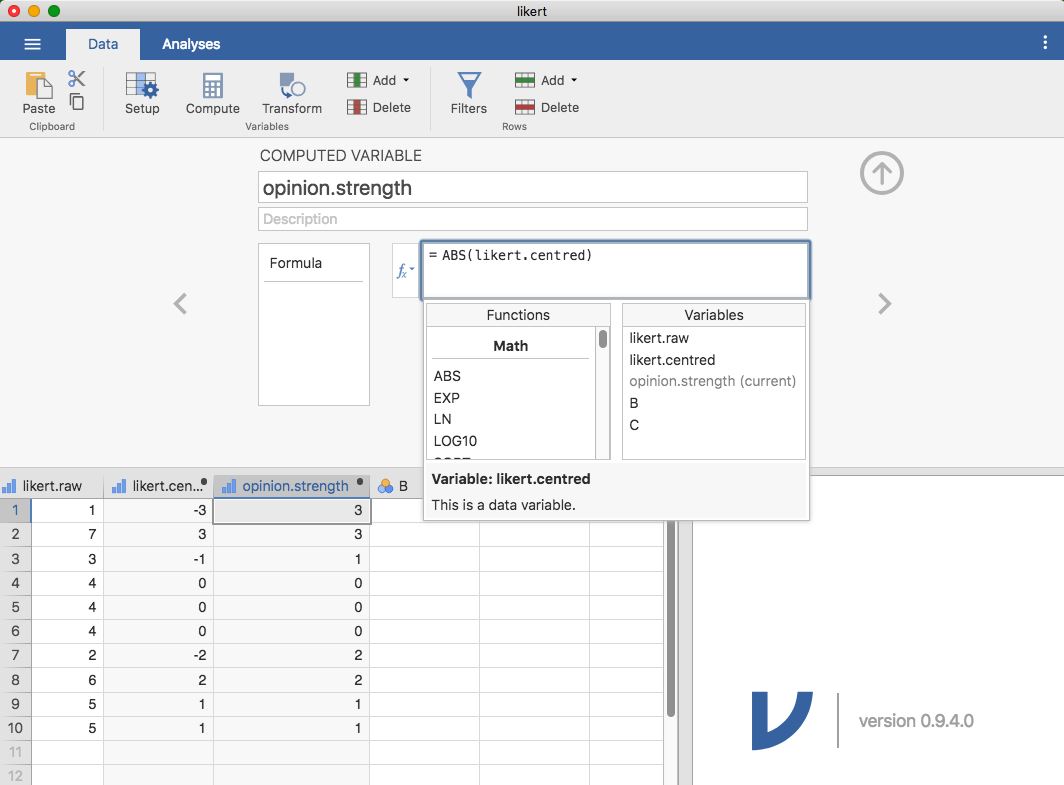 likert
Data Analyses
Paste Setup Compute Transform Add Delete Filters Add Delete
Clipboard Variables Rows
COMPUTED VARIABLE
opinion.strength
Description
Formula
fx
= ABS(likert.centred)
Functions Variables
Math likert.raw
ABS likert.centred
EXP opinion.strength (current)
LN B
LOG10 C
Variable: likert.centred
This is a data variable.
likert.raw likert.cen... opinion.strength B
1 1 -3 3
2 7 3 3
3 3 -1 1
4 4 0 0
5 4 0 0
6 4 0 0
7 2 -2 2
8 6 2 2
9 5 1 1
10 5 1 1
11
12
version 0.9.4.0